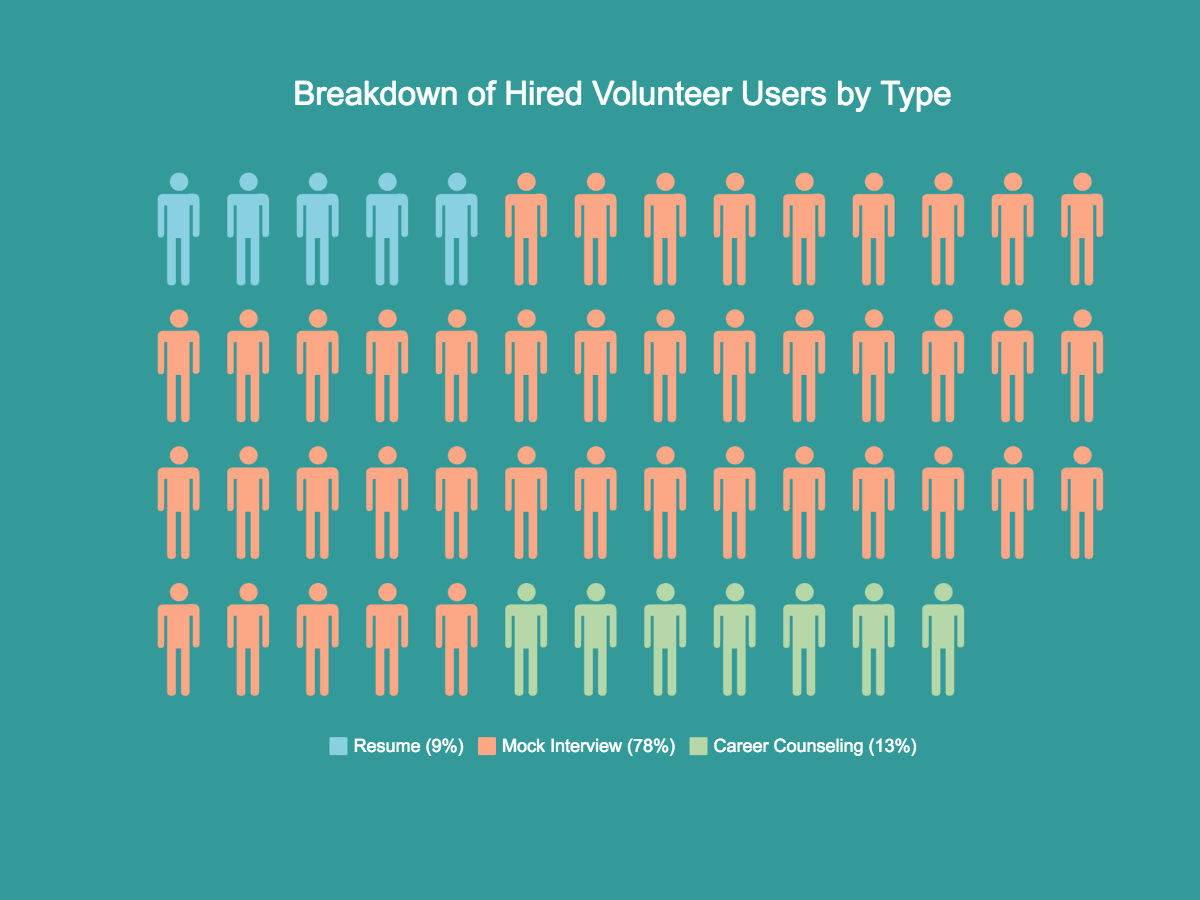 Breakdown of Hired Volunteer Users by Type
Resume (9%) Mock Interview (78%) Career Counseling (13%)